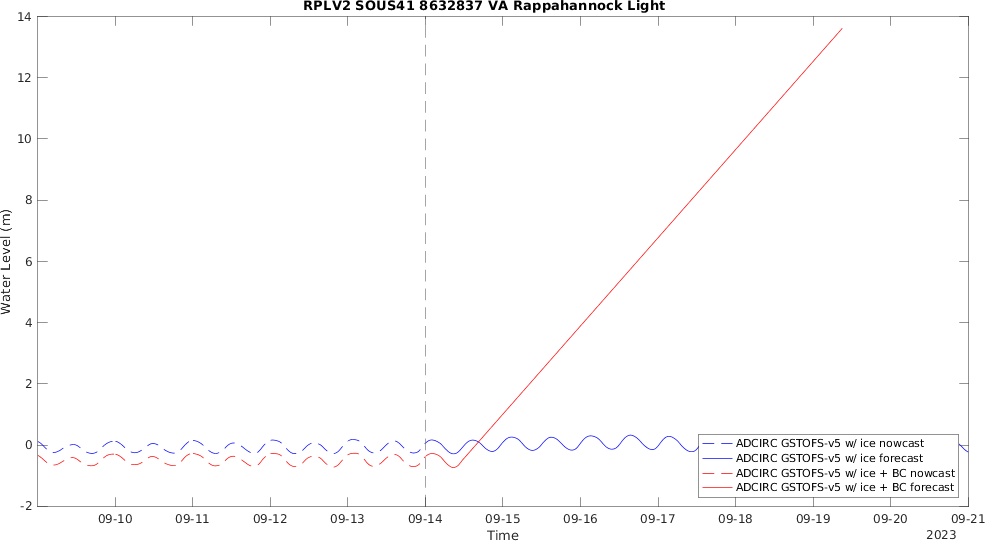 RPLV2 SOUS41 8632837 VA Rappahannock Light
14
12
10
8
6
4
2
0
-2
Water Level (m)
ADCIRC GSTOFS-v5 w/ ice nowcast
ADCIRC GSTOFS-v5 w/ ice forecast
ADCIRC GSTOFS-v5 w/ ice + BC nowcast
ADCIRC GSTOFS-v5 w/ ice + BC forecast
09-10 09-11 09-12 09-13 09-14 09-15 09-16 09-17 09-18 09-19 09-20 09-21
Time
2023